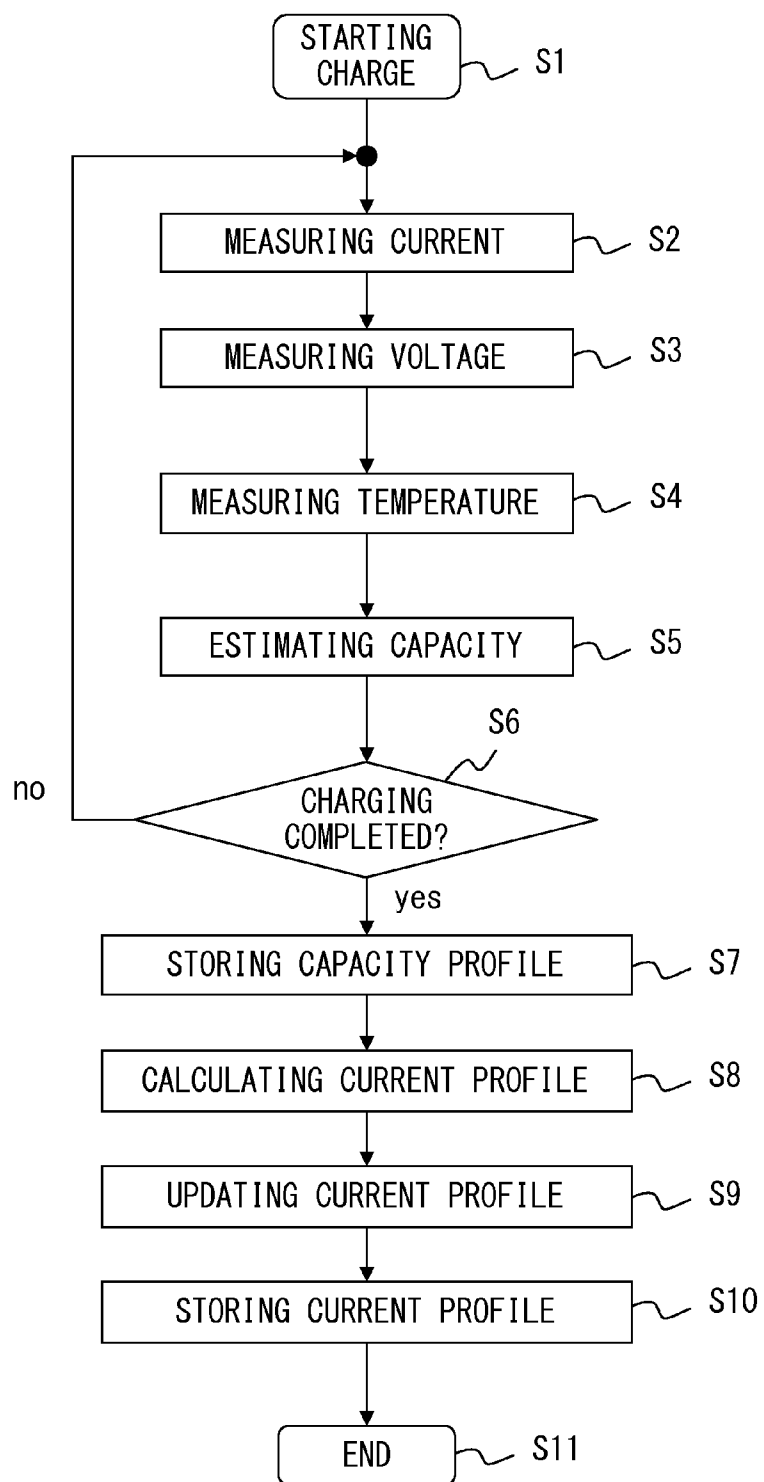 STARTING
CHARGE
S1
MEASURING CURRENT
S2
MEASURING VOLTAGE
S3
MEASURING TEMPERATURE
S4
ESTIMATING CAPACITY
S5
S6
no
CHARGING
COMPLETED?
yes
STORING CAPACITY PROFILE
S7
CALCULATING CURRENT PROFILE
S8
UPDATING CURRENT PROFILE
S9
STORING CURRENT PROFILE
S10
END
S11